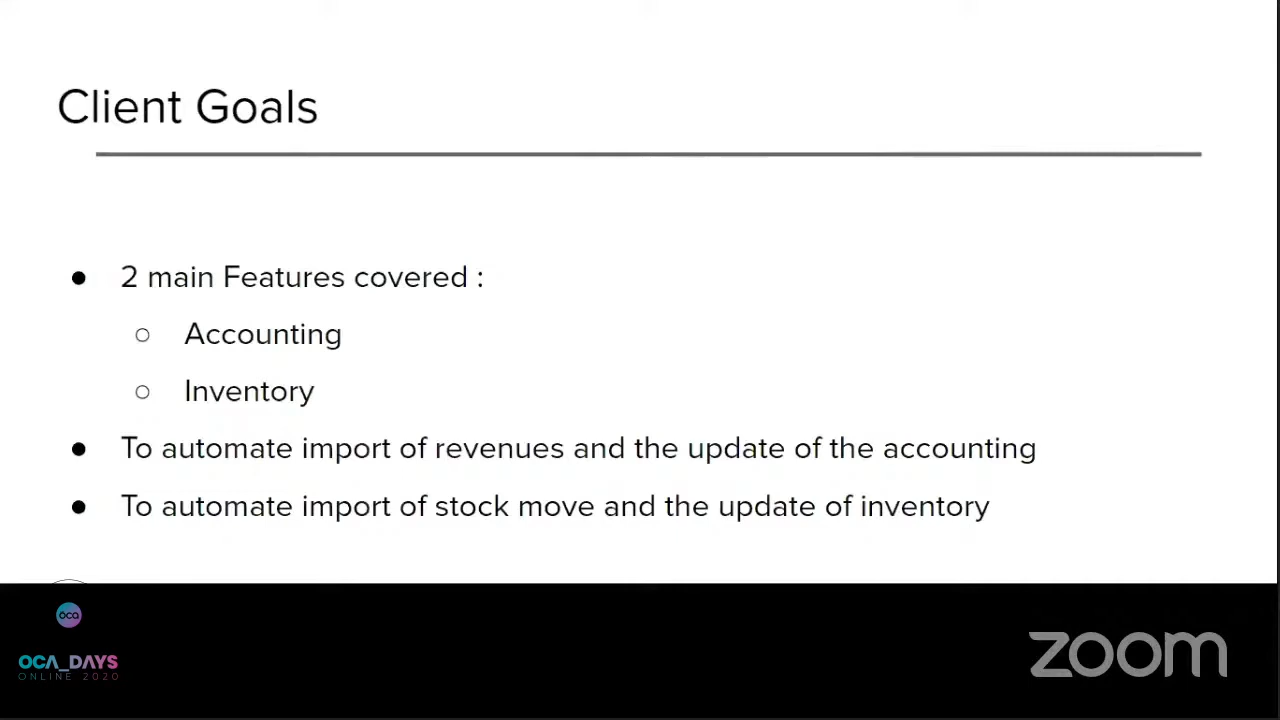 Client Goals
● 2 main Features covered :
○ Accounting
○ Inventory
● To automate import of revenues and the update of the accounting
● To automate import of stock move and the update of inventory
oca
OCA_DAYS
ONLINE 2020
zoom